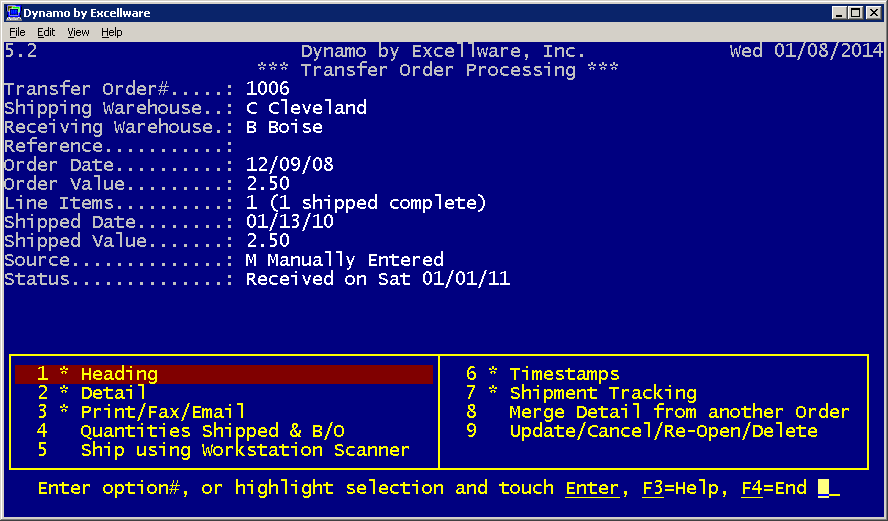 Dynamo by Excellware
File Edit View Help
5.2 Dynamo by Excellware, Inc. Wed 01/08/2014
*** Transfer Order Processing ***
Transfer Order#.....: 1006
Shipping Warehouse..: C Cleveland
Receiving Warehouse.: B Boise
Reference...........:
Order Date..........: 12/09/08
Order Value.........: 2.50
Line Items..........: 1 (1 shipped complete)
Shipped Date........: 01/13/10
Shipped Value.......: 2.50
Source..............: M Manually Entered
Status..............: Received on Sat 01/01/11
1 * Heading
2 * Detail
3 * Print/Fax/Email
4 Quantities Shipped & B/O
5 Ship using Workstation Scanner
6 * Timestamps
7 * Shipment Tracking
8 Merge Detail from another Order
9 Update/Cancel/Re-Open/Delete
Enter option#, or highlight selection and touch Enter, F3=Help, F4=End